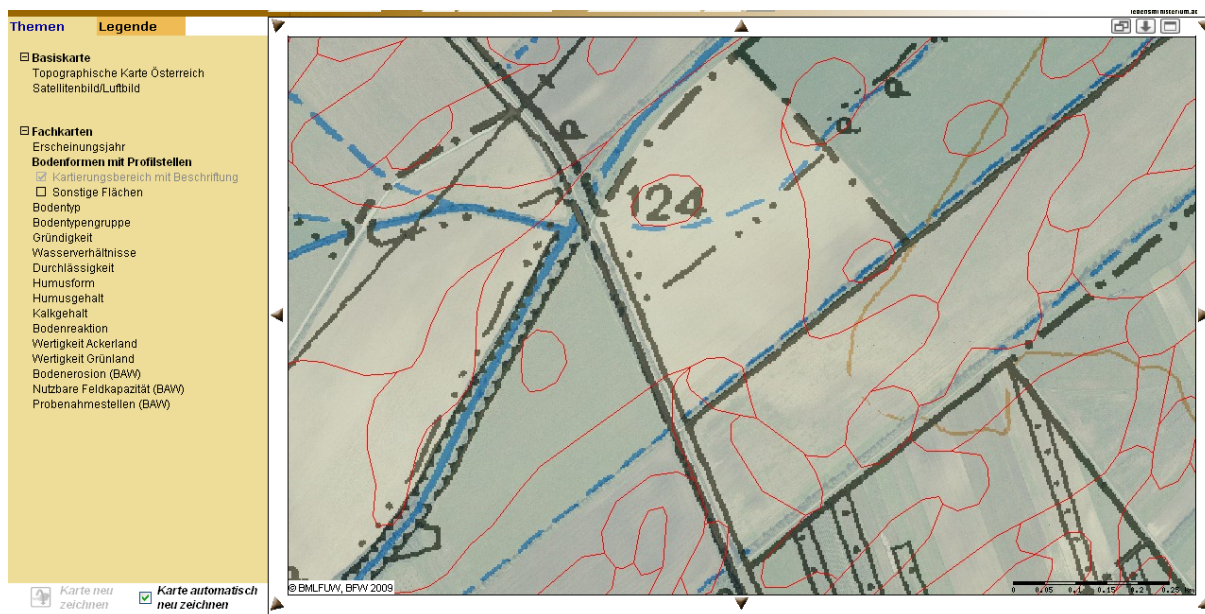 lebensministerium.at
Themen Legende
Basiskarte
Topographische Karte Österreich
Satellitenbild/Luftbild
Fachkarten
Erscheinungsjahr
Bodenformen mit Profilstellen
Kartierungsbereich mit Beschriftung
Sonstige Flächen
Bodentyp
Bodentypengruppe
Gründigkeit
Wasserverhältnisse
Durchlässigkeit
Humusform
Humusgehalt
Kalkgehalt
Bodenreaktion
Wertigkeit Ackerland
Wertigkeit Grünland
Bodenerosion (BAW)
Nutzbare Feldkapazität (BAW)
Probenahmestellen (BAW)
Karte neu zeichnen
Karte automatisch neu zeichnen
124
© BMLFUW, BFW 2009
0 0.05 0.1 0.15 0.2 0.25 km